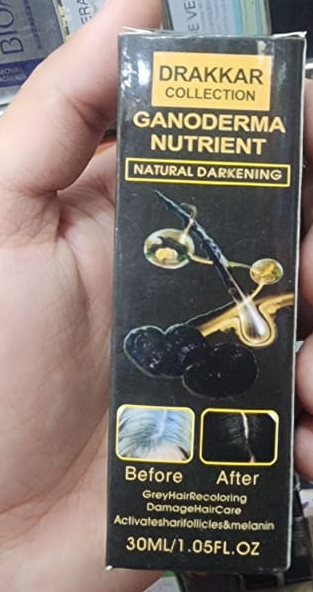 DRAKKAR
COLLECTION
GANODERMA
NUTRIENT
NATURAL DARKENING
Before After
GreyHairRecoloring
DamageHairCare
Activatesharifollicles&melanin
30ML/1.05FL.OZ